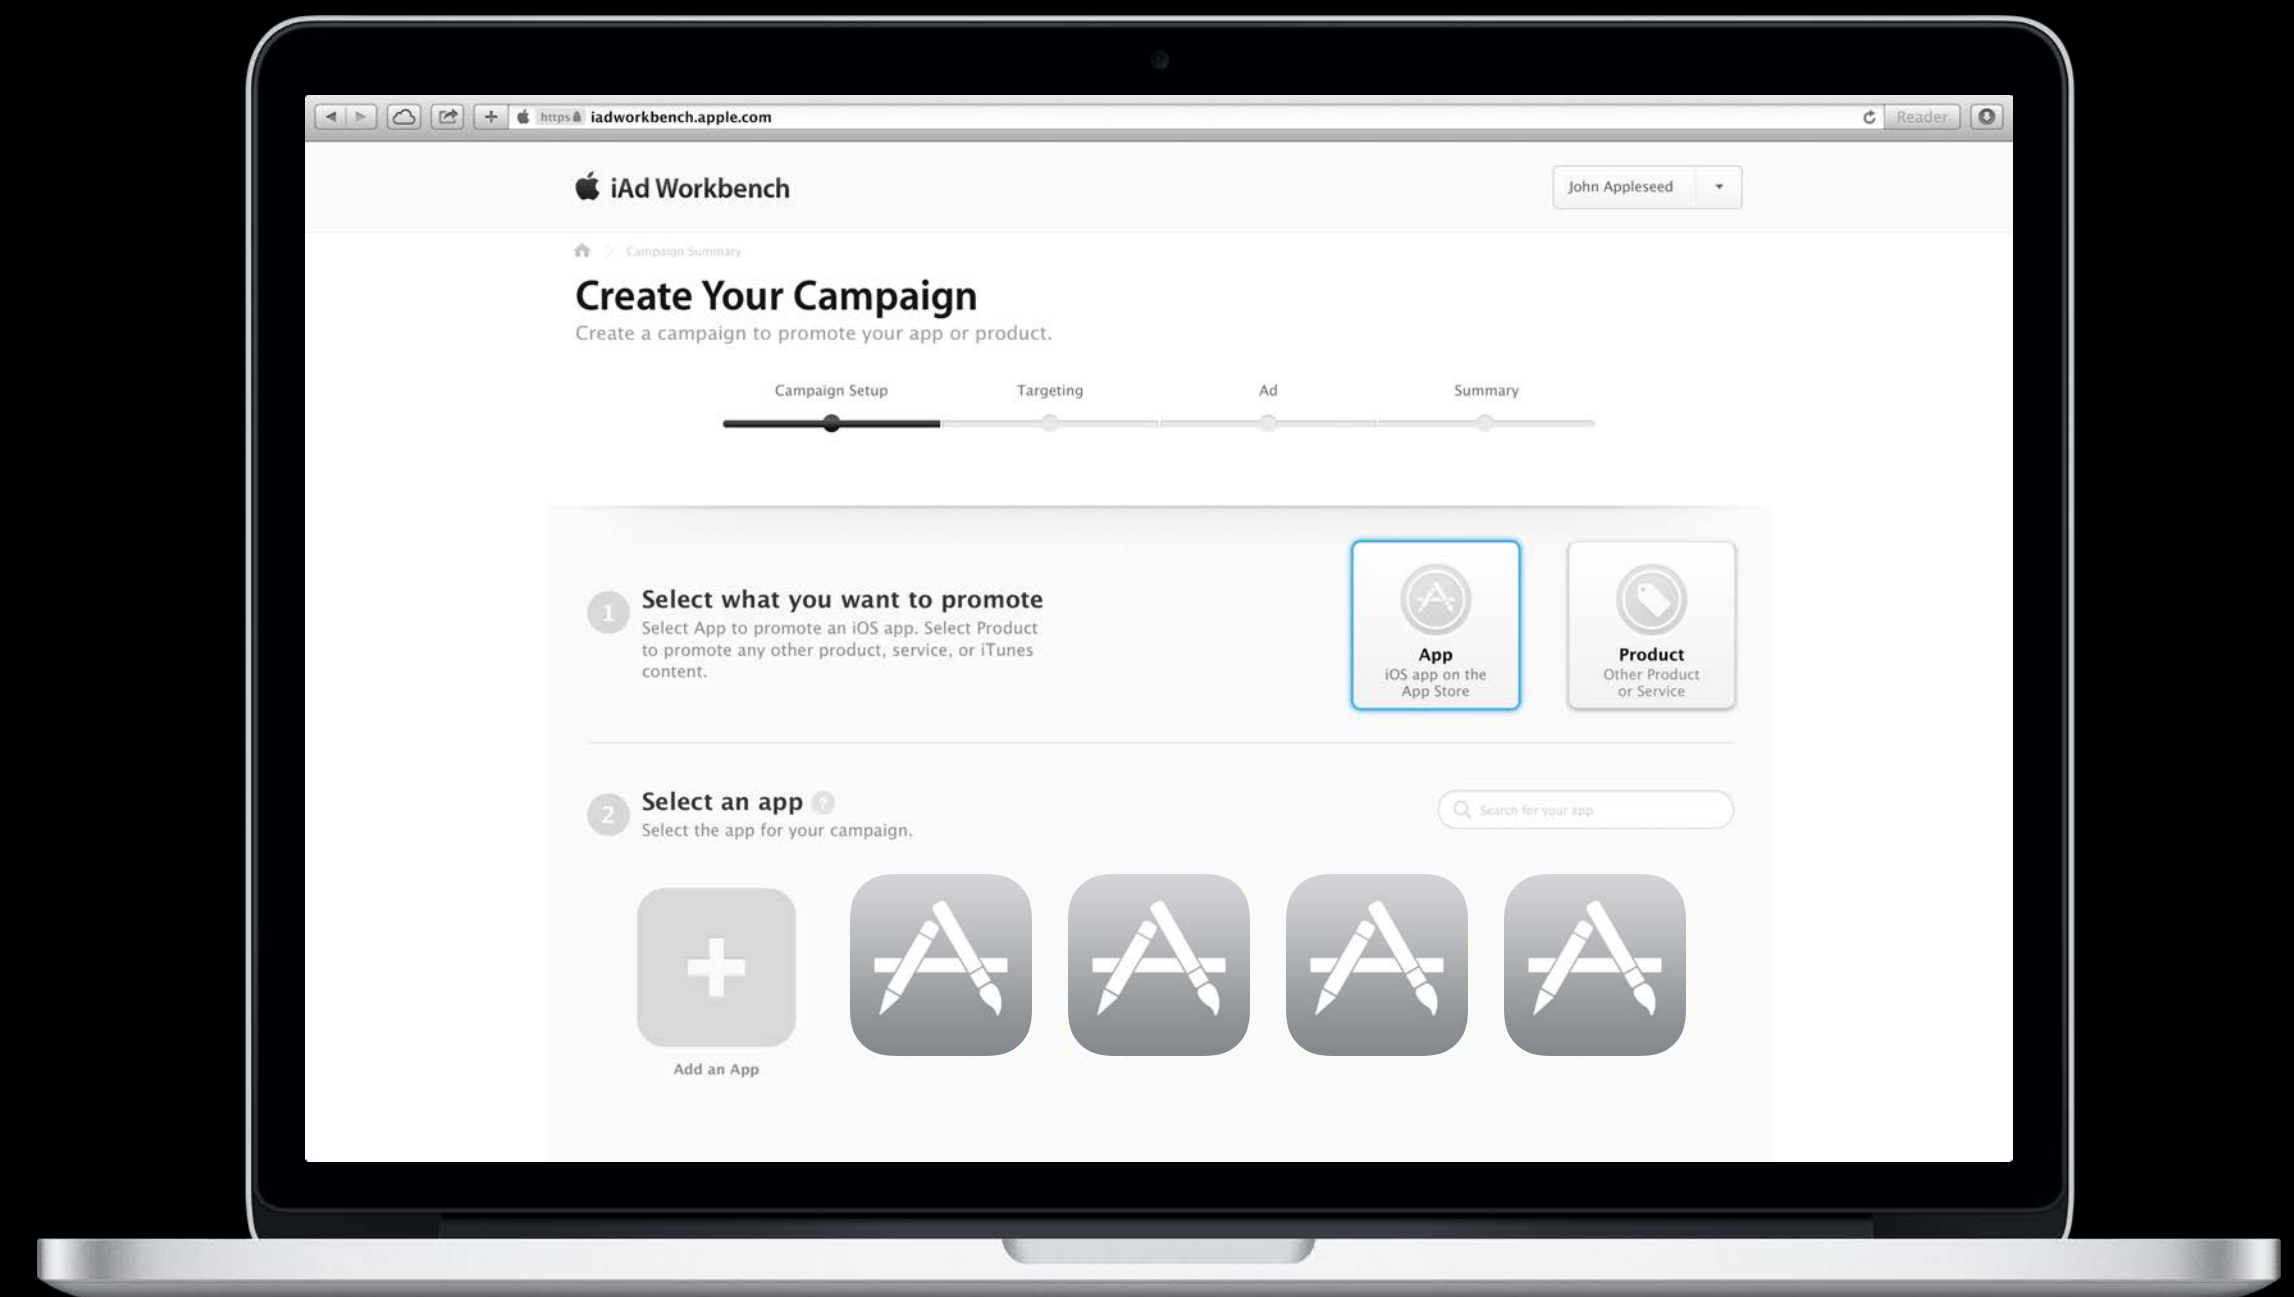 https iadworkbench.apple.com
Reader
iAd Workbench
John Appleseed
Campaign Summary
Create Your Campaign
Create a campaign to promote your app or product.
Campaign Setup
Targeting
Ad
Summary
1
Select what you want to promote
Select App to promote an iOS app. Select Product
to promote any other product, service, or iTunes
content.
App
iOS app on the
App Store
Product
Other Product
or Service
2
Select an app ?
Select the app for your campaign.
Search for your app
Add an App